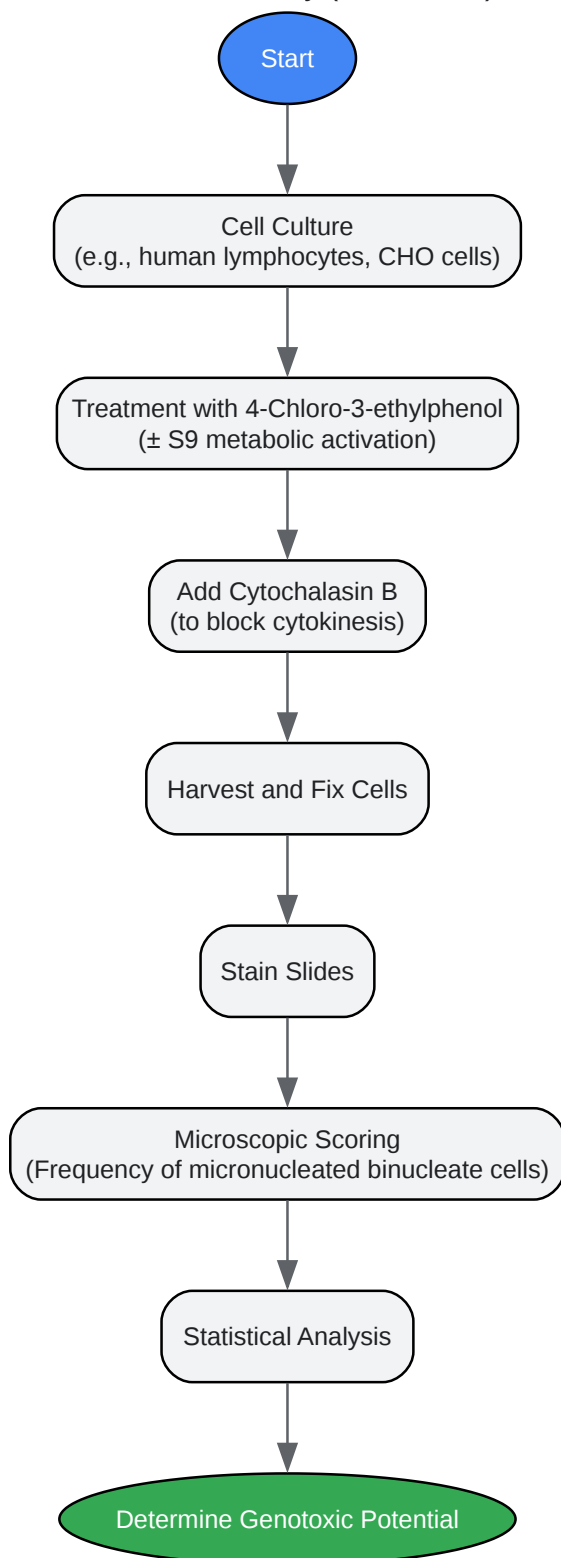 Start
Cell Culture
(e.g., human lymphocytes, CHO cells)
Treatment with 4-Chloro-3-ethylphenol
(± S9 metabolic activation)
Add Cytochalasin B
(to block cytokinesis)
Harvest and Fix Cells
Stain Slides
Microscopic Scoring
(Frequency of micronucleated binucleate cells)
Statistical Analysis
Determine Genotoxic Potential